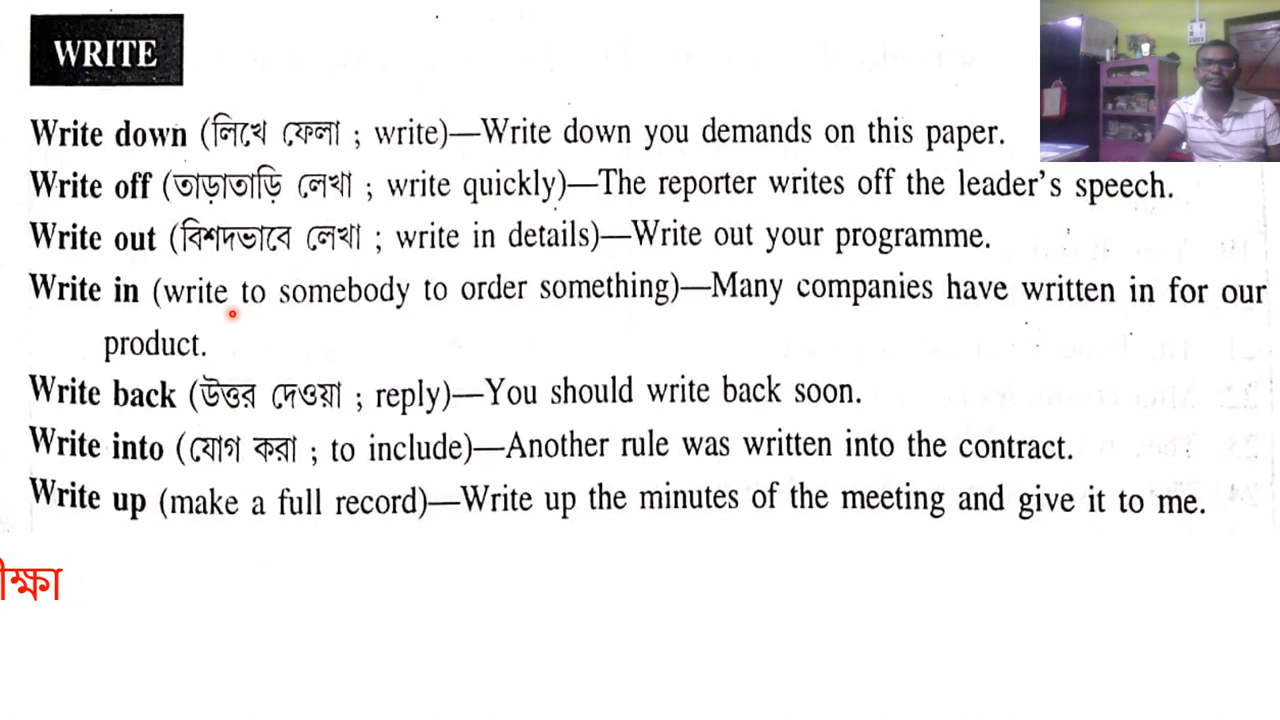 WRITE
Write down (লিখে ফেলা ; write)—Write down you demands on this paper.
Write off (তাড়াতাড়ি লেখা ; write quickly)—The reporter writes off the leader's speech.
Write out (বিশদভাবে লেখা ; write in details)—Write out your programme.
Write in (write to somebody to order something)—Many companies have written in for our
product.
Write back (উত্তর দেওয়া ; reply)—You should write back soon.
Write into (যোগ করা ; to include)—Another rule was written into the contract.
Write up (make a full record)—Write up the minutes of the meeting and give it to me.